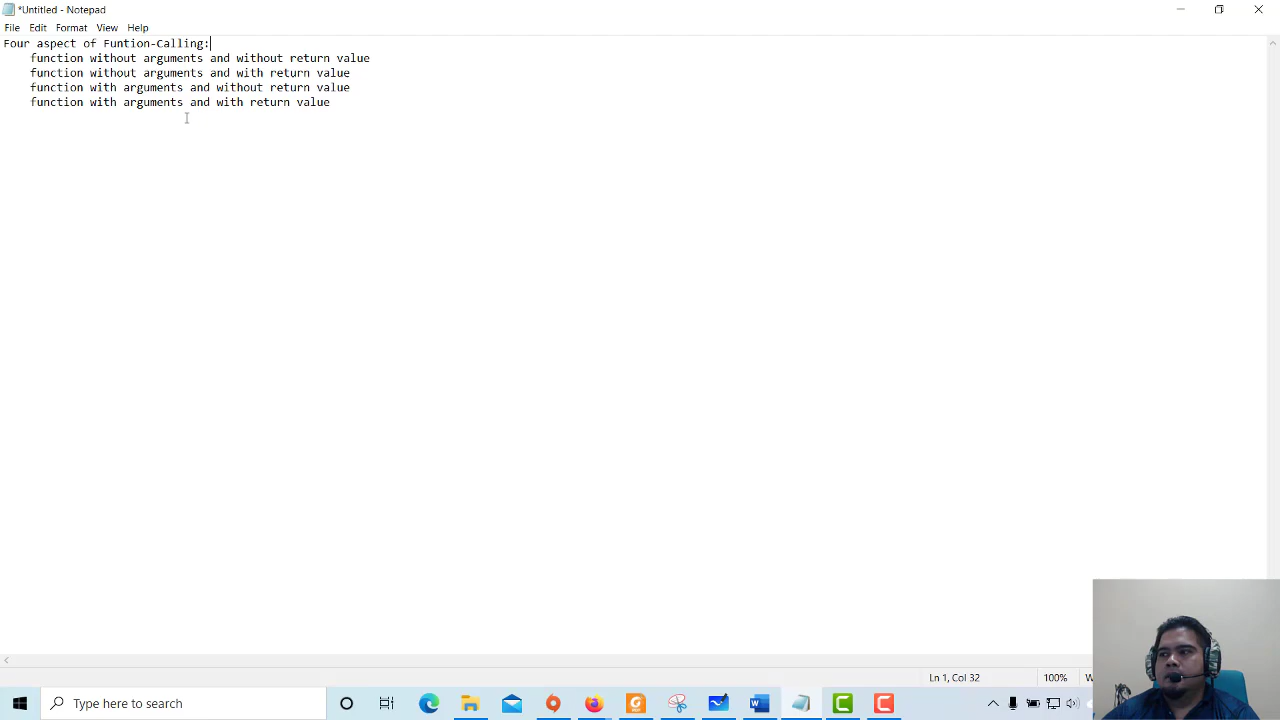 *Untitled - Notepad
File Edit Format View Help
Four aspect of Funtion-Calling:
function without arguments and without return value
function without arguments and with return value
function with arguments and without return value
function with arguments and with return value
Ln 1, Col 32
100%
W
Type here to search